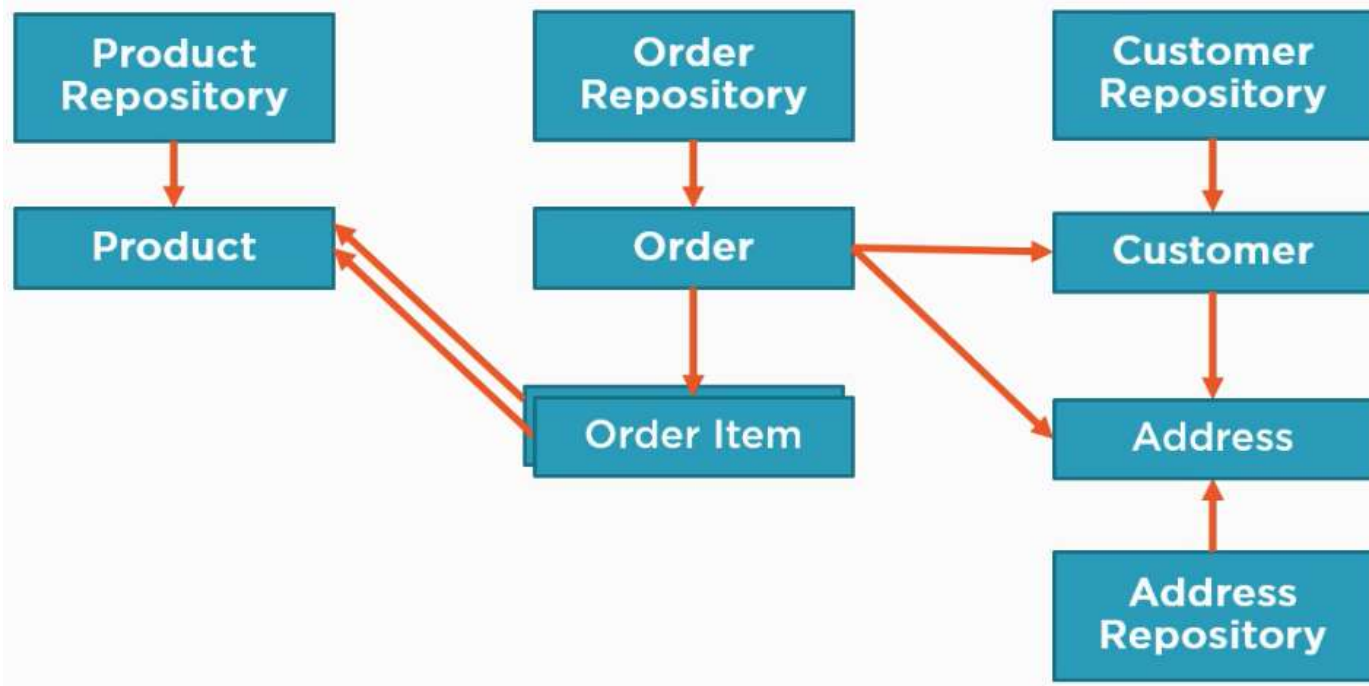 Product
Repository
Order
Repository
Customer
Repository
Product
Order
Customer
Order Item
Address
Address
Repository